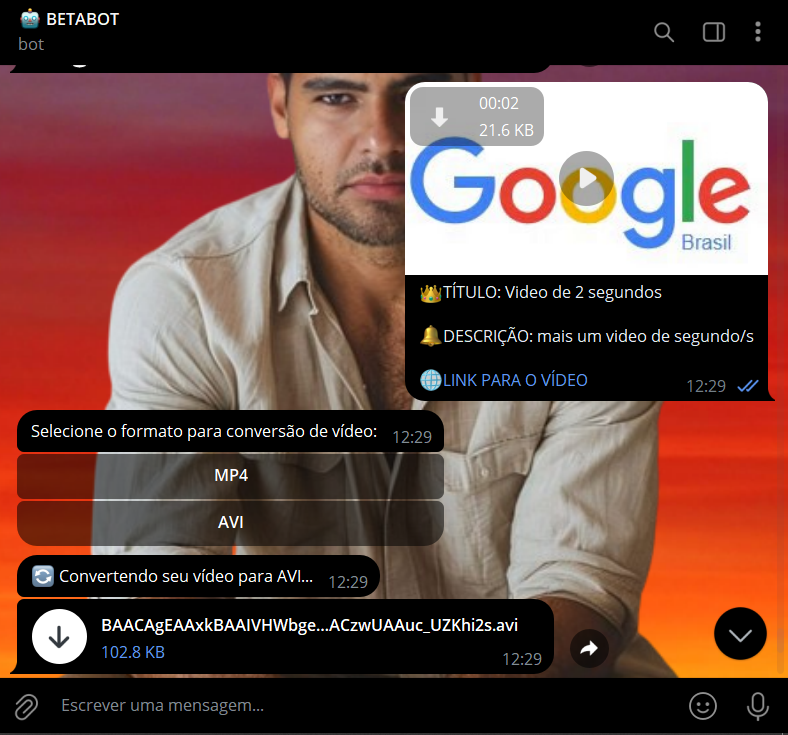 BETABOT
bot
00:02
21.6 KB
Google
Brasil
TÍTULO: Video de 2 segundos
DESCRIÇÃO: mais um video de segundo/s
LINK PARA O VÍDEO
12:29
Selecione o formato para conversão de vídeo:
12:29
MP4
AVI
Convertendo seu vídeo para AVI...
12:29
BAACAgEAAxkBAAIVHWbge...ACzwUAAuc_UZKhi2s.avi
102.8 KB
12:29
Escrever uma mensagem...